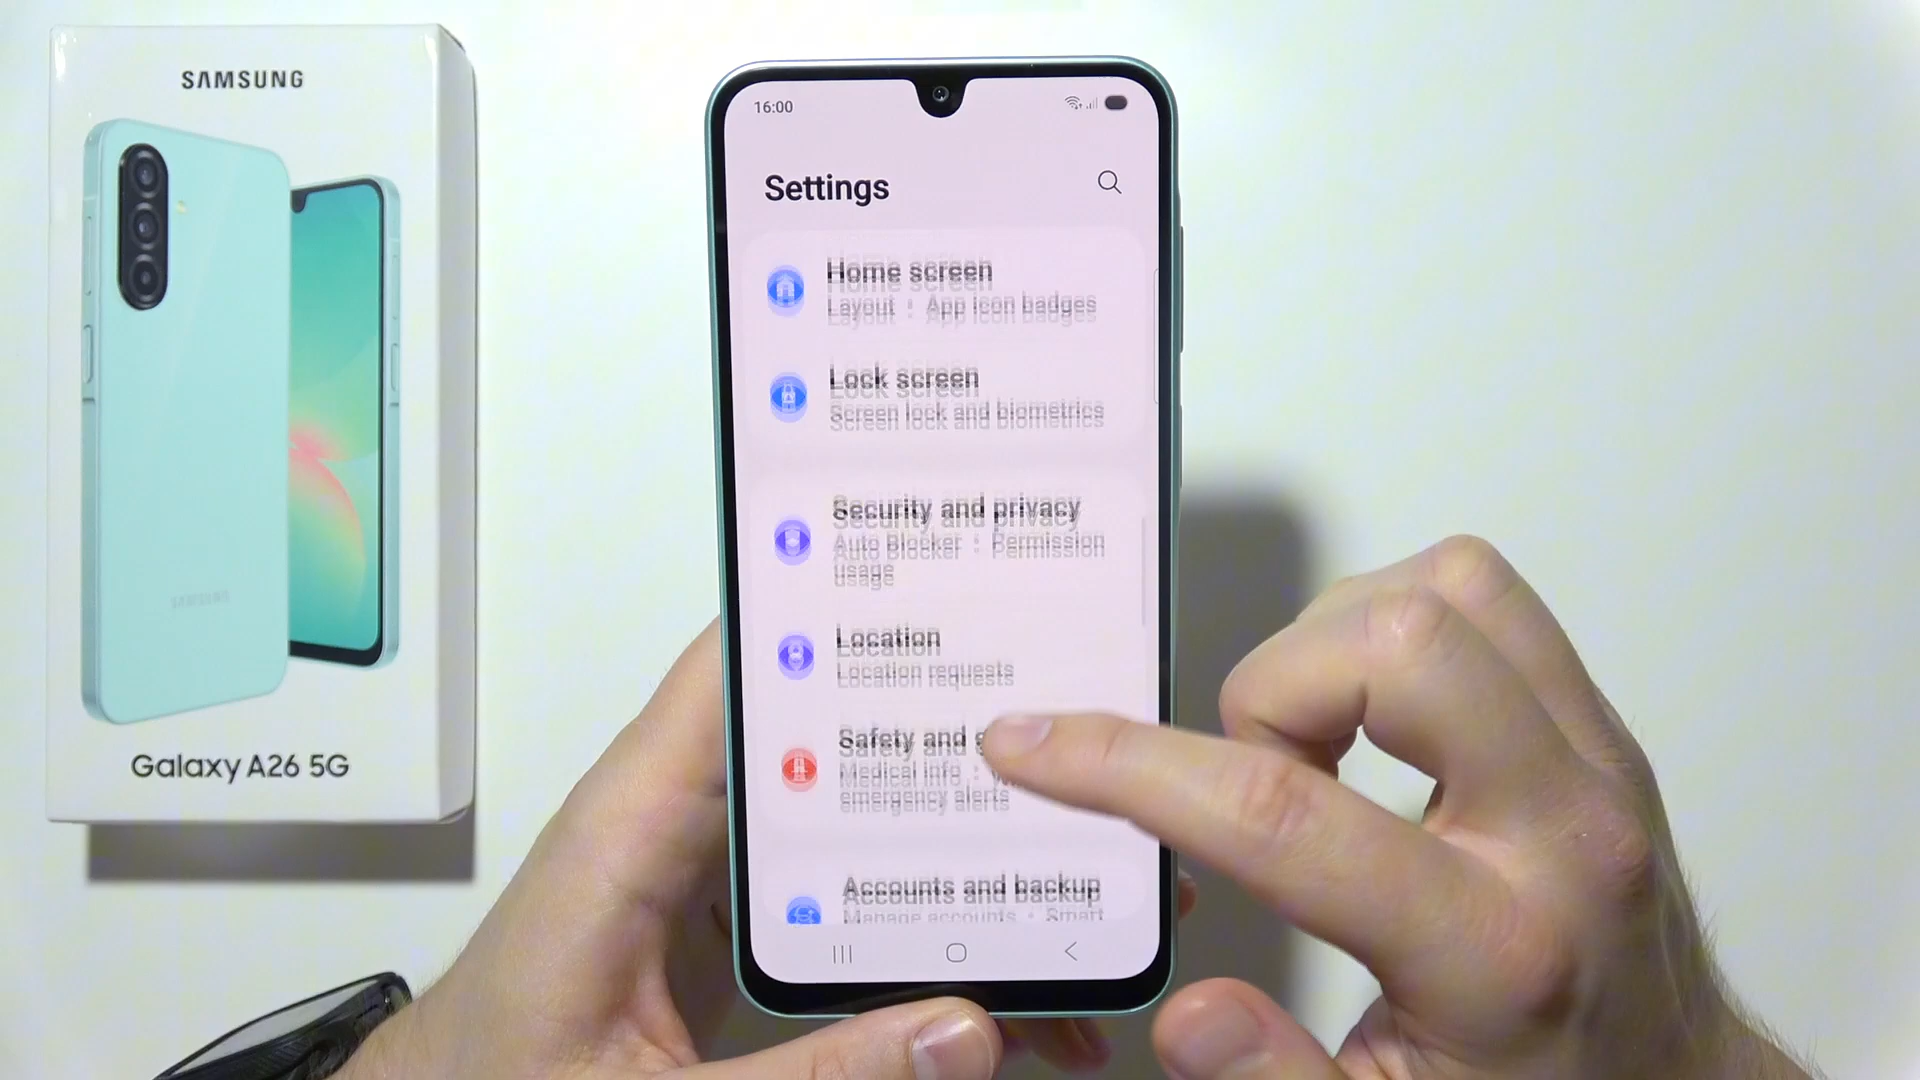 SAMSUNG
SAMSUNG
Galaxy A26 5G
16:00
Settings
Home screen
Layout · App icon badges
Lock screen
Screen lock and biometrics
Security and privacy
Auto Blocker · Permission
usage
Location
Location requests
Safety and
Medical info ·
emergency alerts
Accounts and backup
Manage accounts · Smart